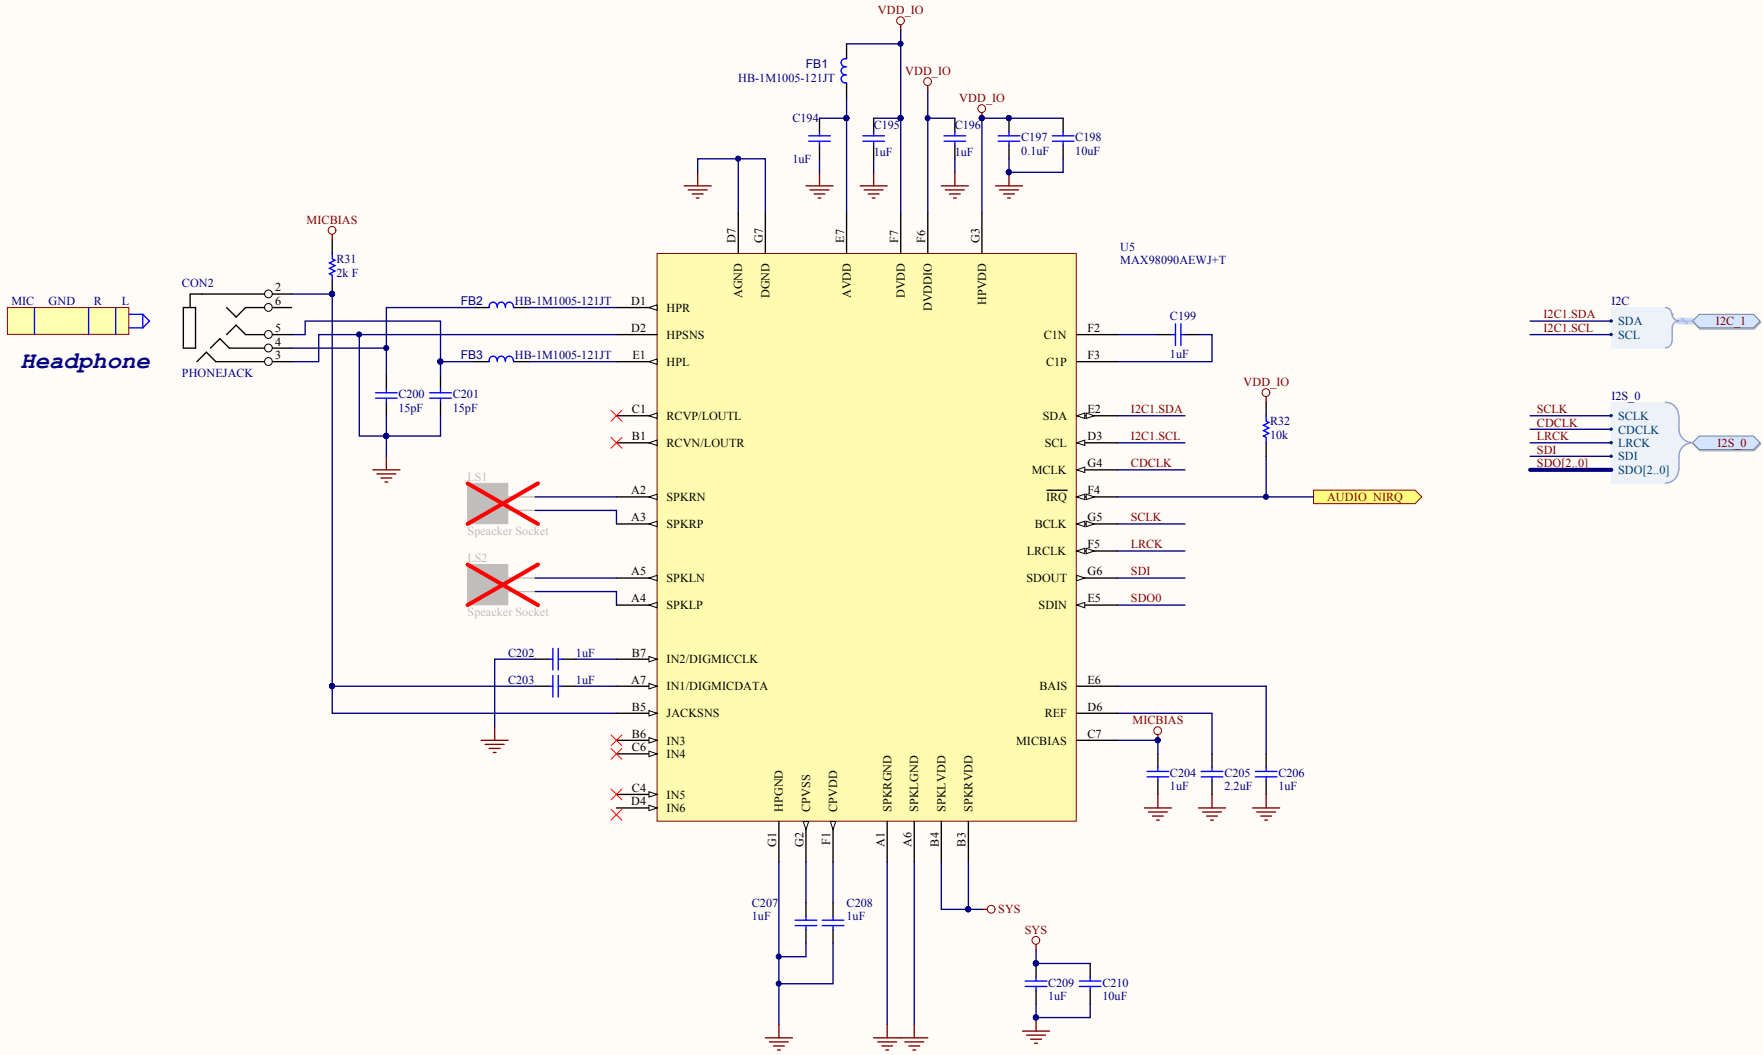 VDD_IO
FB1
HB-1M1005-121JT
VDD_IO
VDD_IO
C194
1uF
C195
1uF
C196
1uF
C197
0.1uF
C198
10uF
D7
G7
E7
F7
F6
G3
AGND
DGND
AVDD
DVDD
DVDDIO
HPVDD
U5
MAX98090AEWJ+T
MICBIAS
R31
2k F
CON2
2
6
5
4
3
PHONEJACK
MIC GND R L
Headphone
FB2 HB-1M1005-121JT D1 HPR
D2 HPSNS
FB3 HB-1M1005-121JT E1 HPL
C200
15pF
C201
15pF
C1 RCVP/LOUTL
B1 RCVN/LOUTR
LS1
Speacker Socket
A2 SPKRN
A3 SPKRP
LS2
Speacker Socket
A5 SPKLN
A4 SPKLP
C202 1uF B7 IN2/DIGMICCLK
C203 1uF A7 IN1/DIGMICDATA
B5 JACKSNS
B6 IN3
C6 IN4
C4 IN5
D4 IN6
C1N F2
C1P F3
C199
1uF
SDA E2 I2C1.SDA
SCL D3 I2C1.SCL
MCLK G4 CDCLK
IRQ F4
VDD_IO
R32
10k
AUDIO_NIRQ
BCLK G5 SCLK
LRCLK F5 LRCK
SDOUT G6 SDI
SDIN E5 SDO0
BAIS E6
REF D6
MICBIAS C7
MICBIAS
C204
1uF
C205
2.2uF
C206
1uF
HPGND
CPVSS
CPVDD
SPKRGND
SPKLGND
SPKLVDD
SPKRVDD
G1
G2
F1
A1
A6
B4
B3
C207
1uF
C208
1uF
SYS
SYS
C209
1uF
C210
10uF
I2C
I2C1.SDA SDA
I2C1.SCL SCL
I2C_1
I2S_0
SCLK SCLK
CDCLK CDCLK
LRCK LRCK
SDI SDI
SDO[2..0] SDO[2..0]
I2S_0